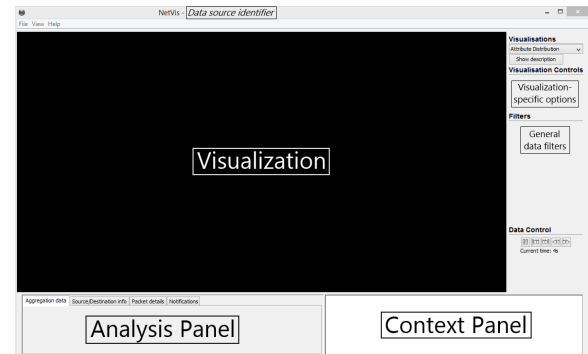 NetVis - Data source identifier
File View Help
Visualisations
Attribute Distribution
Show description
Visualisation Controls
Visualization-
specific options
Filters
General
data filters
Visualization
Data Control
Current time: 4s
Aggregation data Source/Destination info Packet details Notifications
Analysis Panel
Context Panel